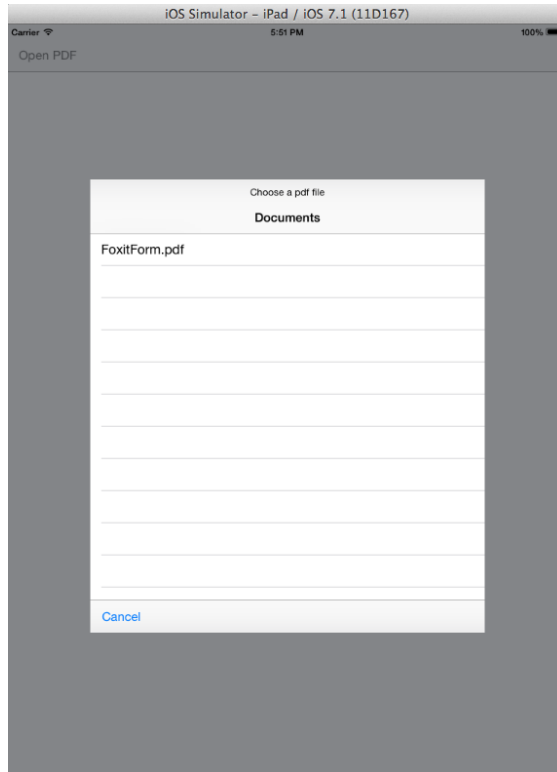 iOS Simulator – iPad / iOS 7.1 (11D167)
Carrier 5:51 PM 100%
Open PDF
Choose a pdf file
Documents
FoxitForm.pdf
Cancel